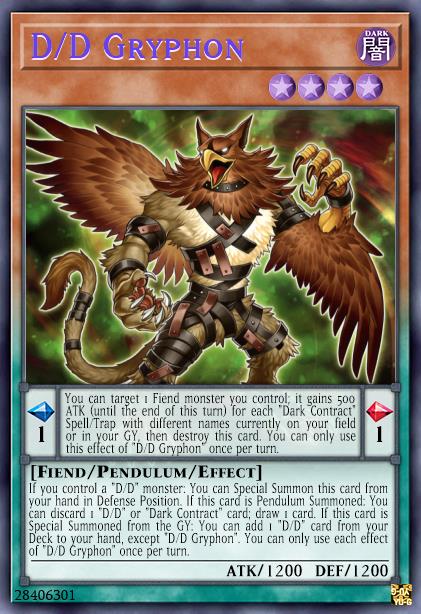 D/D Gryphon
DARK
闇
You can target 1 Fiend monster you control; it gains 500
ATK (until the end of this turn) for each "Dark Contract"
Spell/Trap with different names currently on your field
or in your GY, then destroy this card. You can only use
this effect of "D/D Gryphon" once per turn.
1
1
[Fiend/Pendulum/Effect]
If you control a "D/D" monster: You can Special Summon this card from
your hand in Defense Position. If this card is Pendulum Summoned: You
can discard 1 "D/D" or "Dark Contract" card; draw 1 card. If this card is
Special Summoned from the GY: You can add 1 "D/D" card from your
Deck to your hand, except "D/D Gryphon". You can only use each effect
of "D/D Gryphon" once per turn.
ATK/1200 DEF/1200
28406301